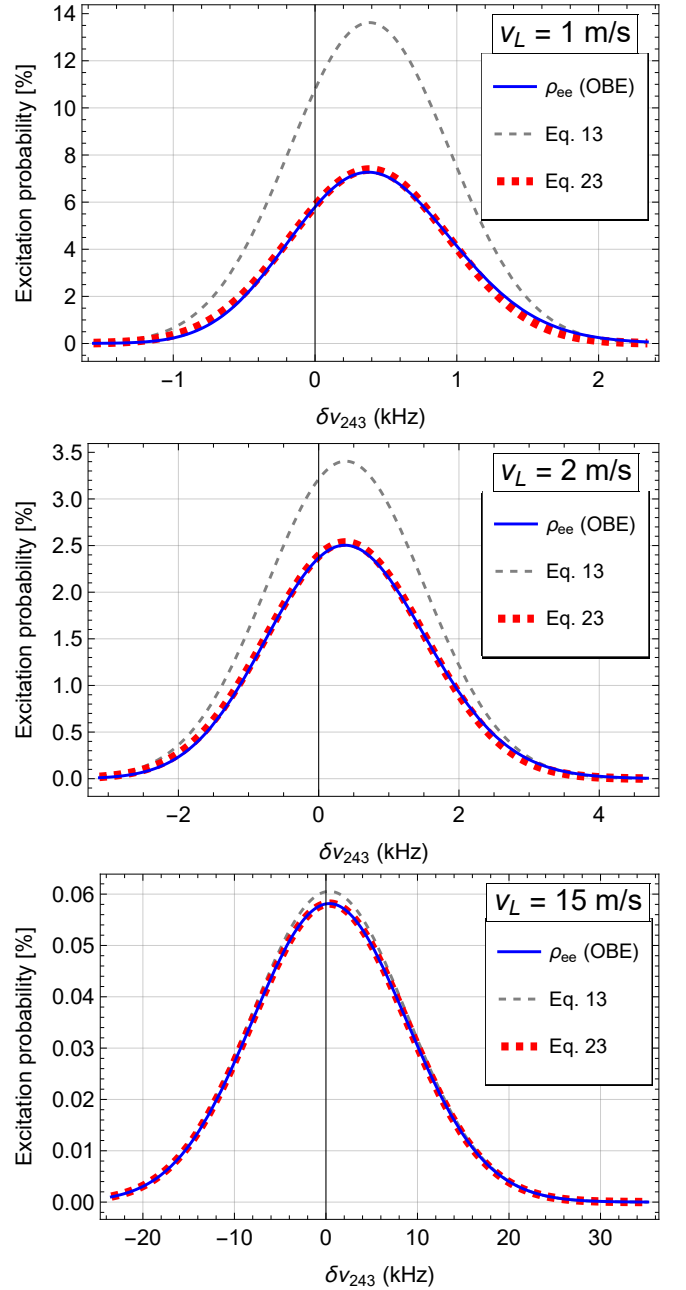 v_L = 1 m/s
ρ_ee (OBE)
Eq. 13
Eq. 23
Excitation probability [%]
14
12
10
8
6
4
2
0
−1 0 1 2
δν_243 (kHz)
v_L = 2 m/s
ρ_ee (OBE)
Eq. 13
Eq. 23
Excitation probability [%]
3.5
3.0
2.5
2.0
1.5
1.0
0.5
0.0
−2 0 2 4
δν_243 (kHz)
v_L = 15 m/s
ρ_ee (OBE)
Eq. 13
Eq. 23
Excitation probability [%]
0.06
0.05
0.04
0.03
0.02
0.01
0.00
−20 −10 0 10 20 30
δν_243 (kHz)